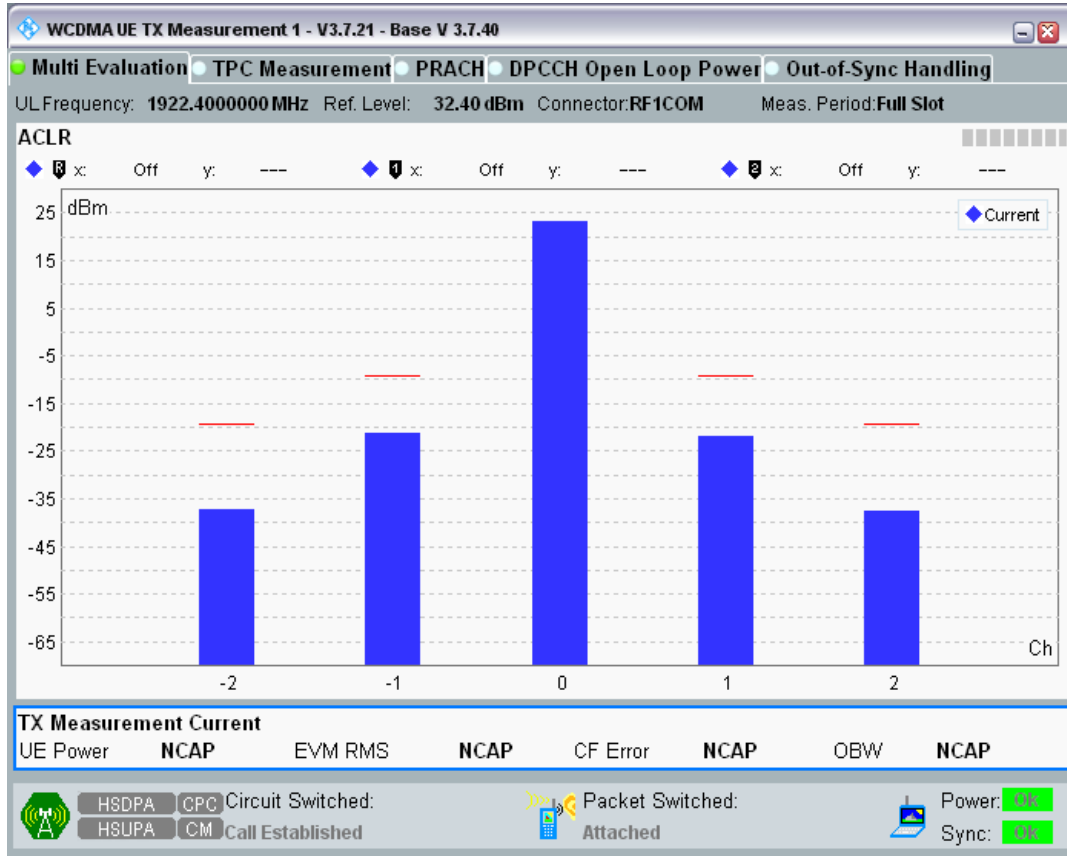 WCDMA UE TX Measurement 1 - V3.7.21 - Base V 3.7.40
Multi Evaluation TPC Measurement PRACH DPCCH Open Loop Power Out-of-Sync Handling
UL Frequency: 1922.4000000 MHz Ref. Level: 32.40 dBm Connector:RF1COM Meas. Period:Full Slot
ACLR
R x: Off y: --- 1 x: Off y: --- 2 x: Off y: ---
dBm
Current
25
15
5
-5
-15
-25
-35
-45
-55
-65
Ch
-2 -1 0 1 2
TX Measurement Current
UE Power NCAP EVM RMS NCAP CF Error NCAP OBW NCAP
HSDPA CPC Circuit Switched: Packet Switched: Power: Ok
HSUPA CM Call Established Attached Sync: Ok